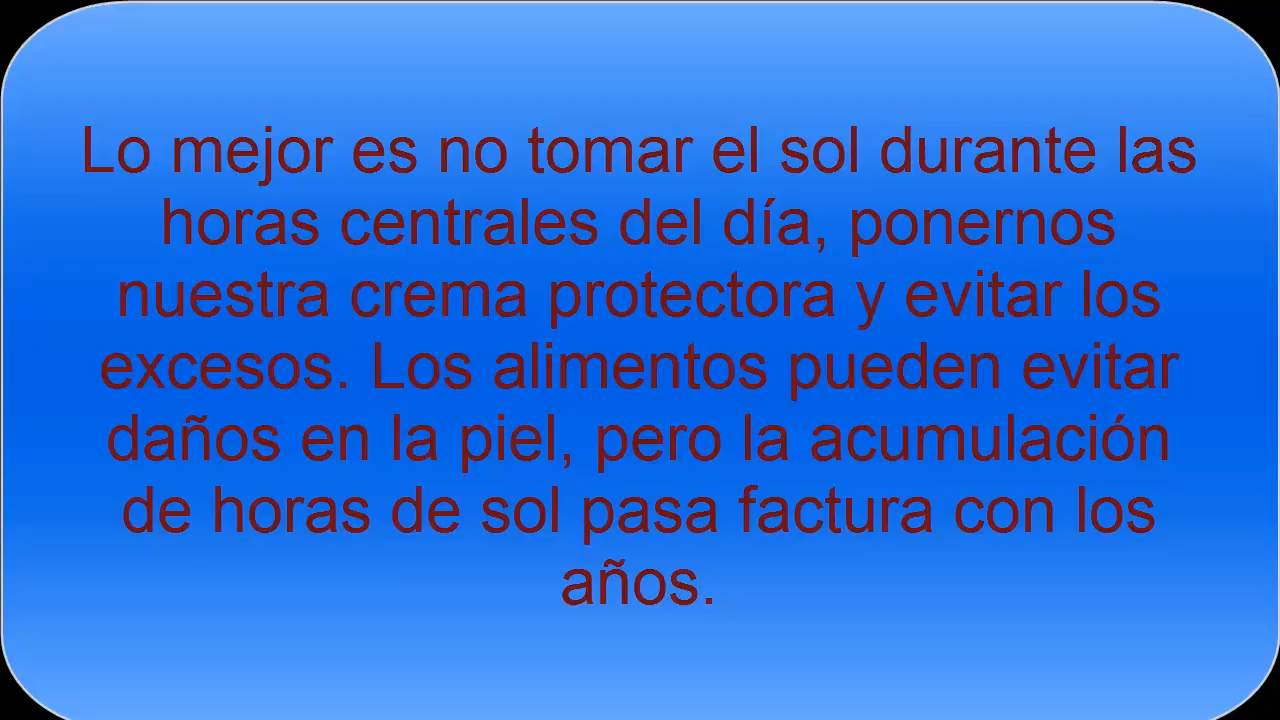 Lo mejor es no tomar el sol durante las
horas centrales del día, ponernos
nuestra crema protectora y evitar los
excesos. Los alimentos pueden evitar
daños en la piel, pero la acumulación
de horas de sol pasa factura con los
años.